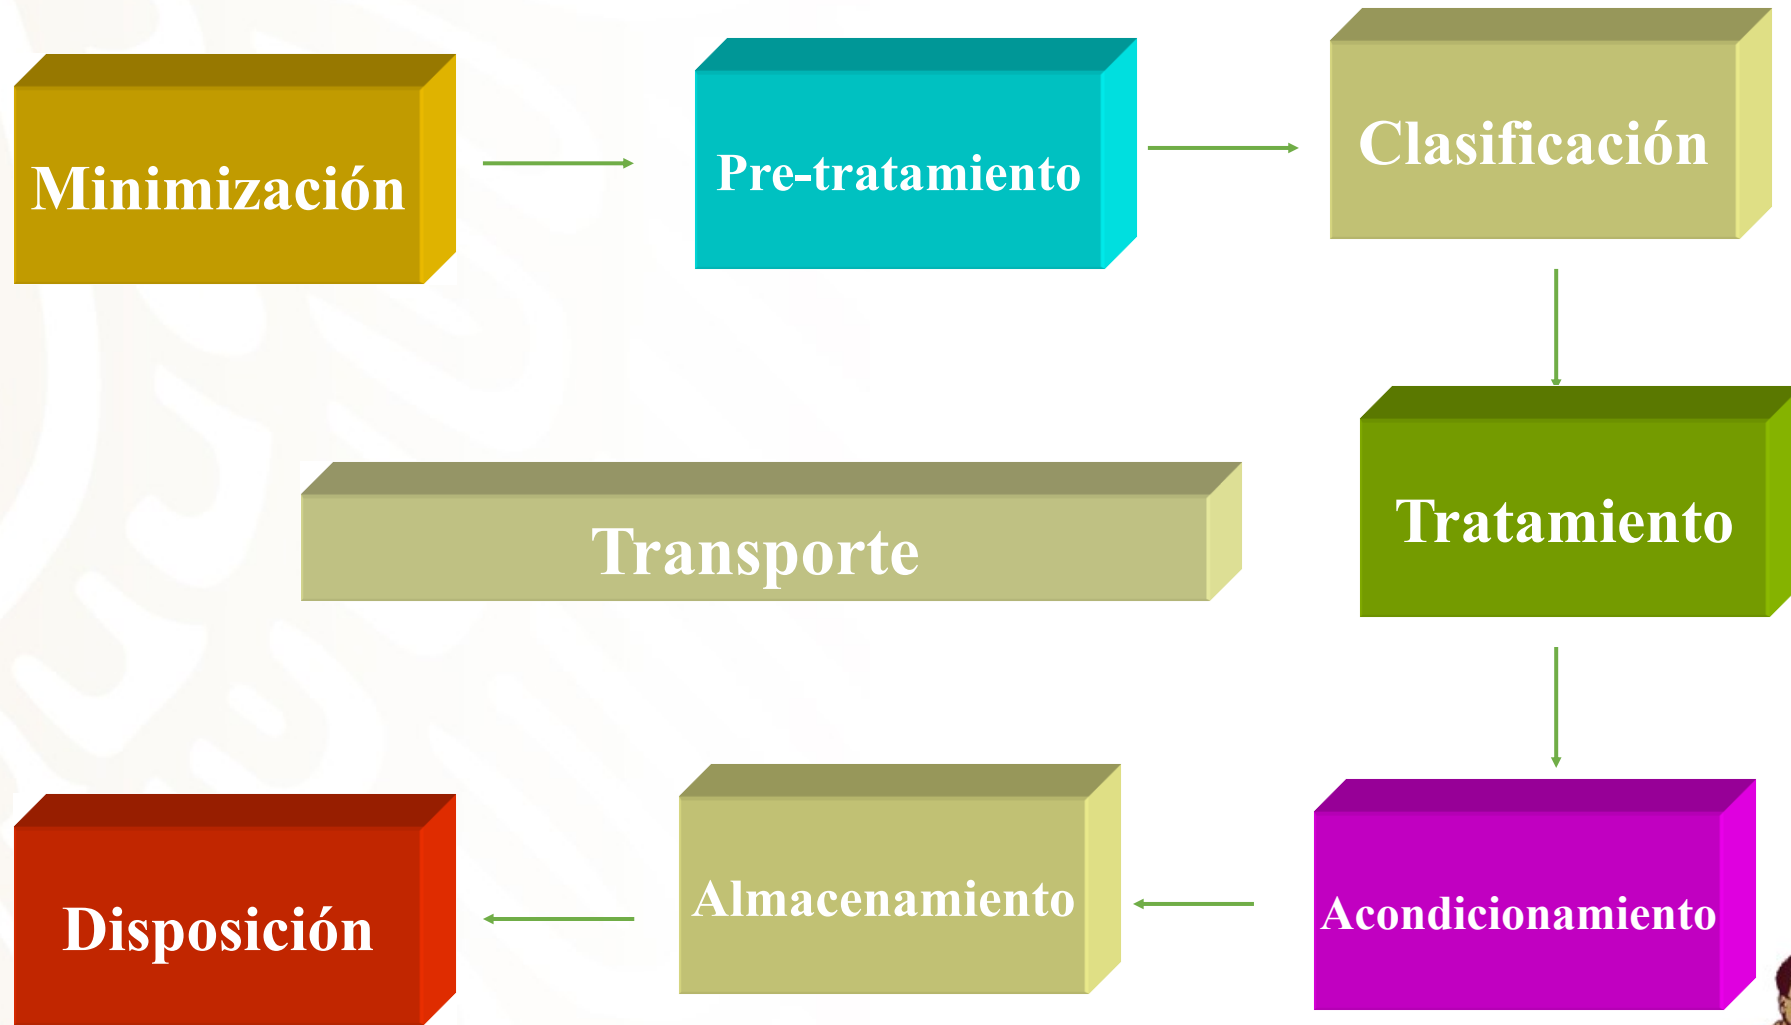 Minimización
Pre-tratamiento
Clasificación
Tratamiento
Transporte
Acondicionamiento
Almacenamiento
Disposición